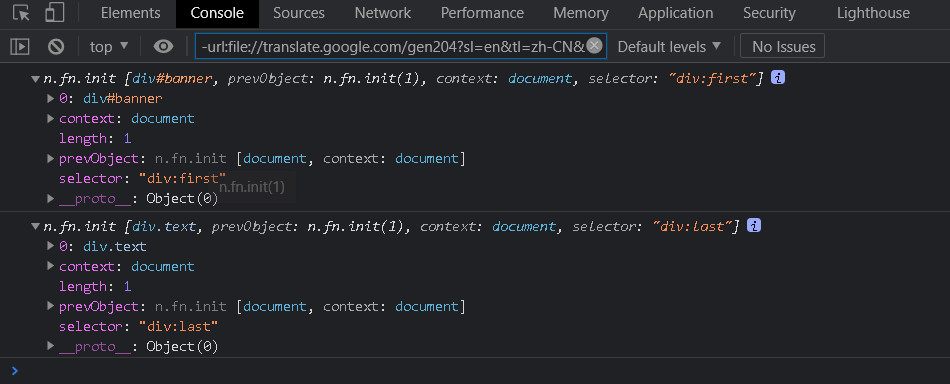 Elements Console Sources Network Performance Memory Application Security Lighthouse
top -url:file://translate.google.com/gen204?sl=en&tl=zh-CN& Default levels No Issues
n.fn.init [div#banner, prevObject: n.fn.init(1), context: document, selector: "div:first"] i
0: div#banner
context: document
length: 1
prevObject: n.fn.init [document, context: document]
selector: "div:first"
n.fn.init(1)
__proto__: Object(0)
n.fn.init [div.text, prevObject: n.fn.init(1), context: document, selector: "div:last"] i
0: div.text
context: document
length: 1
prevObject: n.fn.init [document, context: document]
selector: "div:last"
__proto__: Object(0)